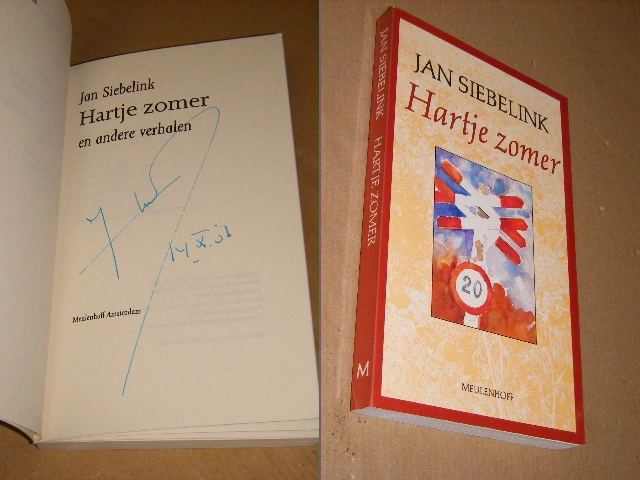 Jan Siebelink
Hartje zomer
en andere verhalen
Meulenhoff Amsterdam
JAN SIEBELINK HARTJE ZOMER
M
JAN SIEBELINK
Hartje zomer
20
MEULENHOFF